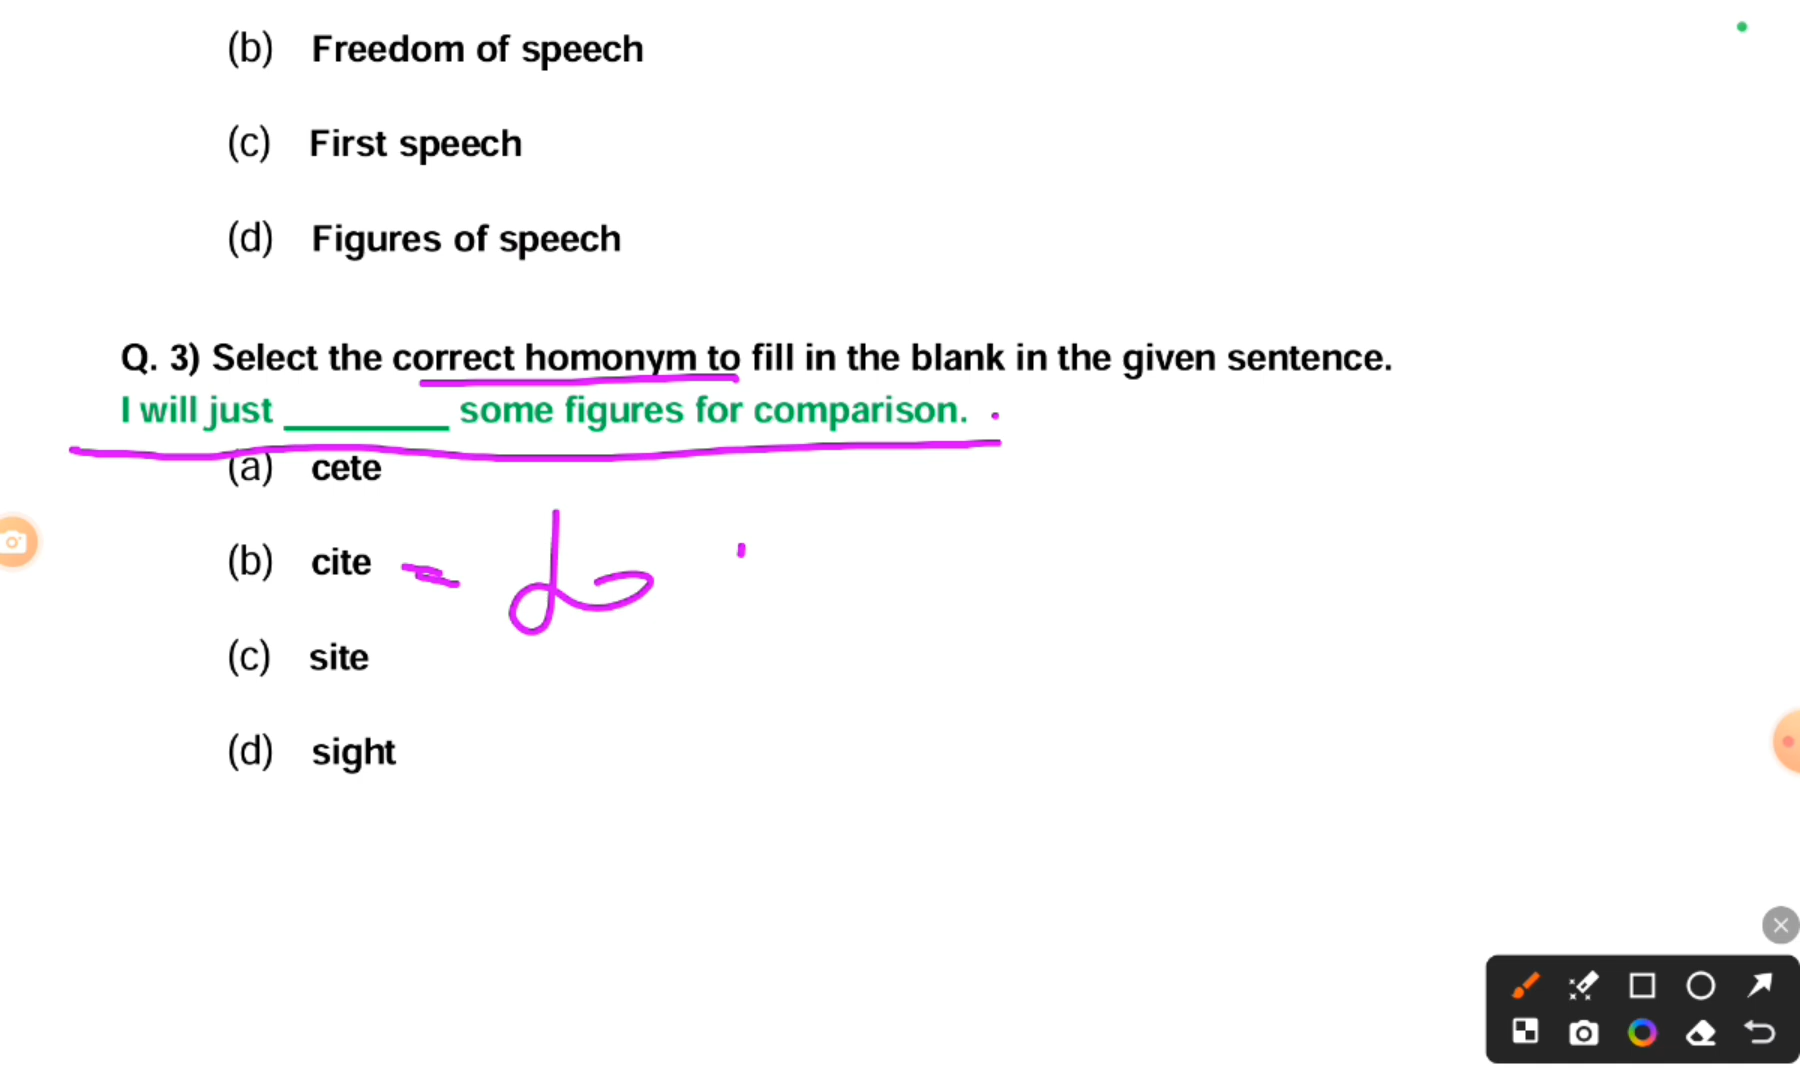 (b) Freedom of speech
(c) First speech
(d) Figures of speech
Q. 3) Select the correct homonym to fill in the blank in the given sentence.
I will just ________ some figures for comparison.
(a) cete
(b) cite =
(c) site
(d) sight